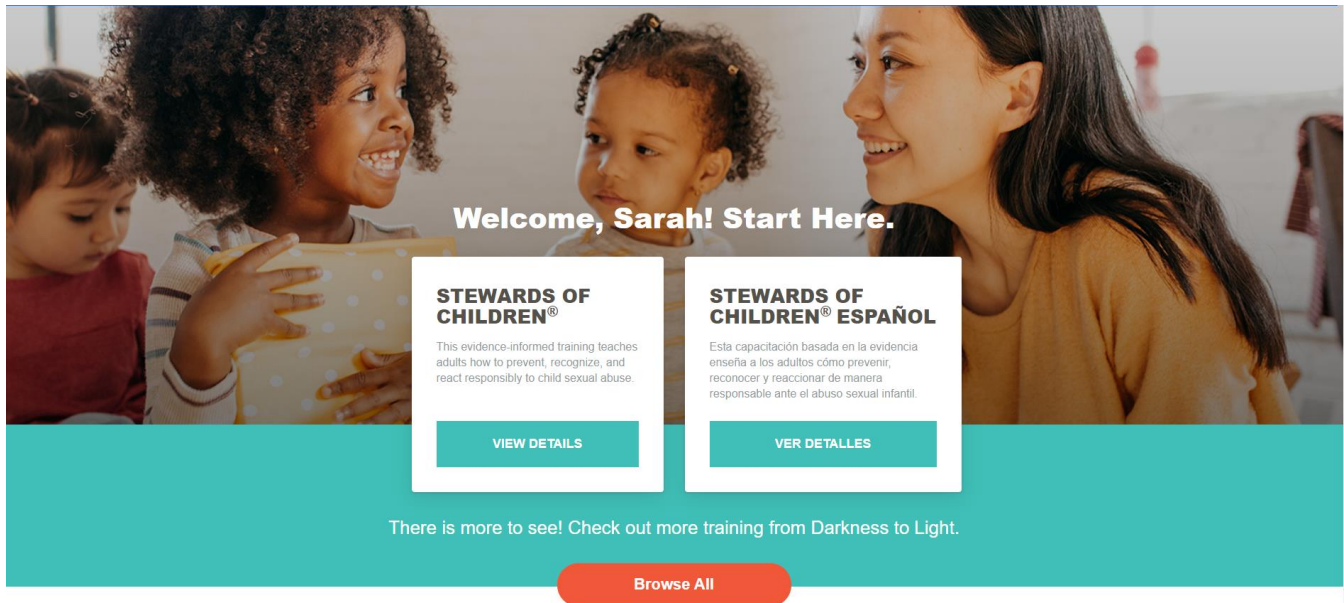 Welcome, Sarah! Start Here.
STEWARDS OF
CHILDREN®
This evidence-informed training teaches
adults how to prevent, recognize, and
react responsibly to child sexual abuse.
VIEW DETAILS
STEWARDS OF
CHILDREN® ESPAÑOL
Esta capacitación basada en la evidencia
enseña a los adultos cómo prevenir,
reconocer y reaccionar de manera
responsable ante el abuso sexual infantil.
VER DETALLES
There is more to see! Check out more training from Darkness to Light.
Browse All